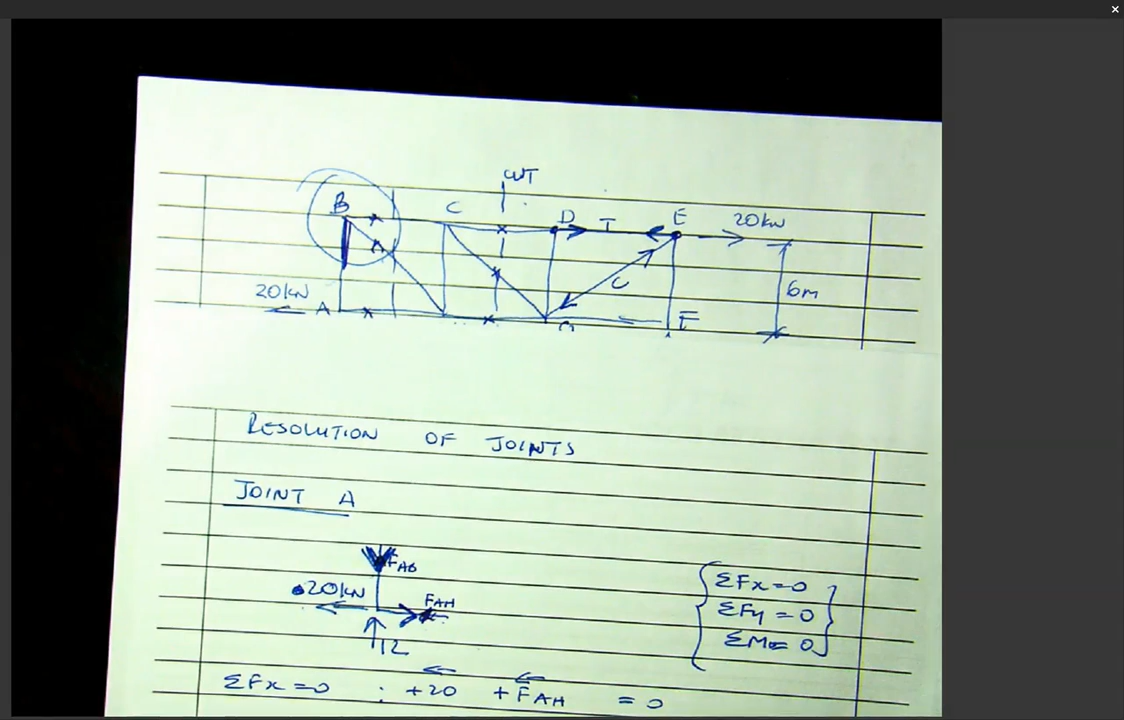 CUT
B C D T E 20kN
C 6m
20kN A G F
RESOLUTION OF JOINTS
JOINT A
FAB
20kN FAH
12
ΣFx=0
ΣFy=0
ΣM=0
ΣFx=0 : +20 +FAH = 0